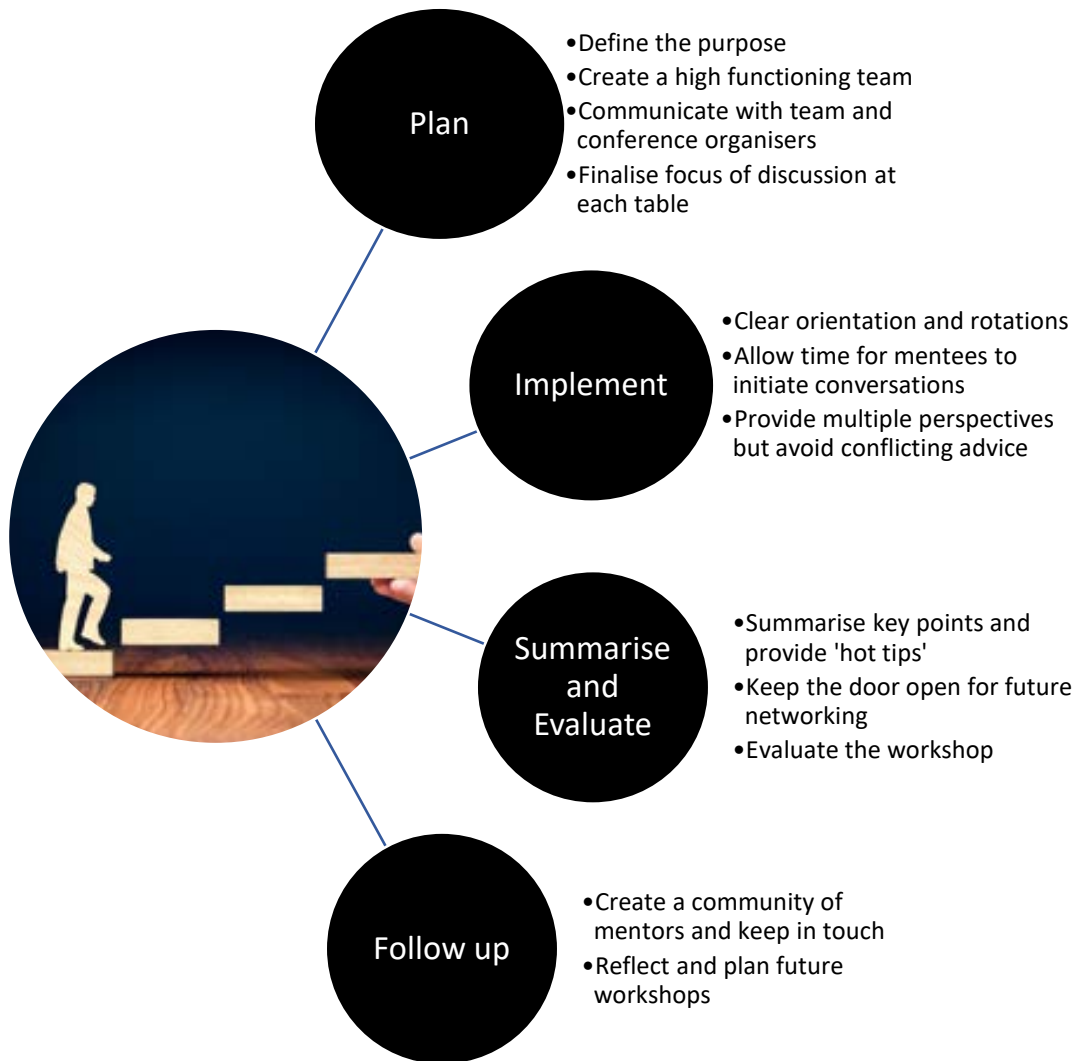 Plan
•Define the purpose
•Create a high functioning team
•Communicate with team and
conference organisers
•Finalise focus of discussion at
each table
Implement
•Clear orientation and rotations
•Allow time for mentees to
initiate conversations
•Provide multiple perspectives
but avoid conflicting advice
Summarise
and
Evaluate
•Summarise key points and
provide 'hot tips'
•Keep the door open for future
networking
•Evaluate the workshop
Follow up
•Create a community of
mentors and keep in touch
•Reflect and plan future
workshops